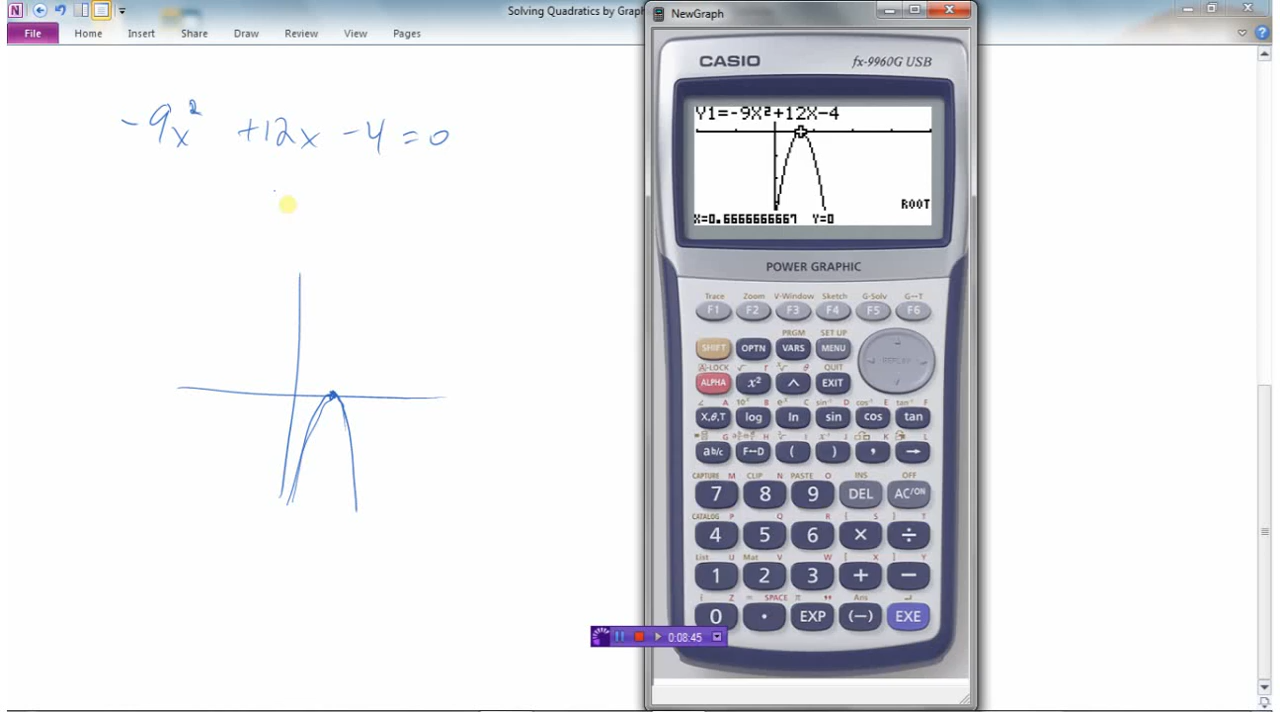 Solving Quadratics by Graph
NewGraph
File Home Insert Share Draw Review View Pages
-9x² +12x -4 = 0
CASIO fx-9960G USB
Y1=-9X²+12X-4
ROOT
X=0.6666666667 Y=0
POWER GRAPHIC
Trace Zoom V-Window Sketch G-Solv G↔T
F1 F2 F3 F4 F5 F6
PRGM SET UP
SHIFT OPTN VARS MENU
A-LOCK QUIT
REPLAY
ALPHA x² ^ EXIT
X,θ,T log ln sin cos tan
ab/c F↔D ( ) , →
CAPTURE M CLIP N PASTE O INS OFF
7 8 9 DEL AC/ON
CATALOG P Q R S T
4 5 6 × ÷
List U Mat V W X Y
1 2 3 + −
i Z = SPACE π " Ans
0 . EXP (−) EXE
0:08:45